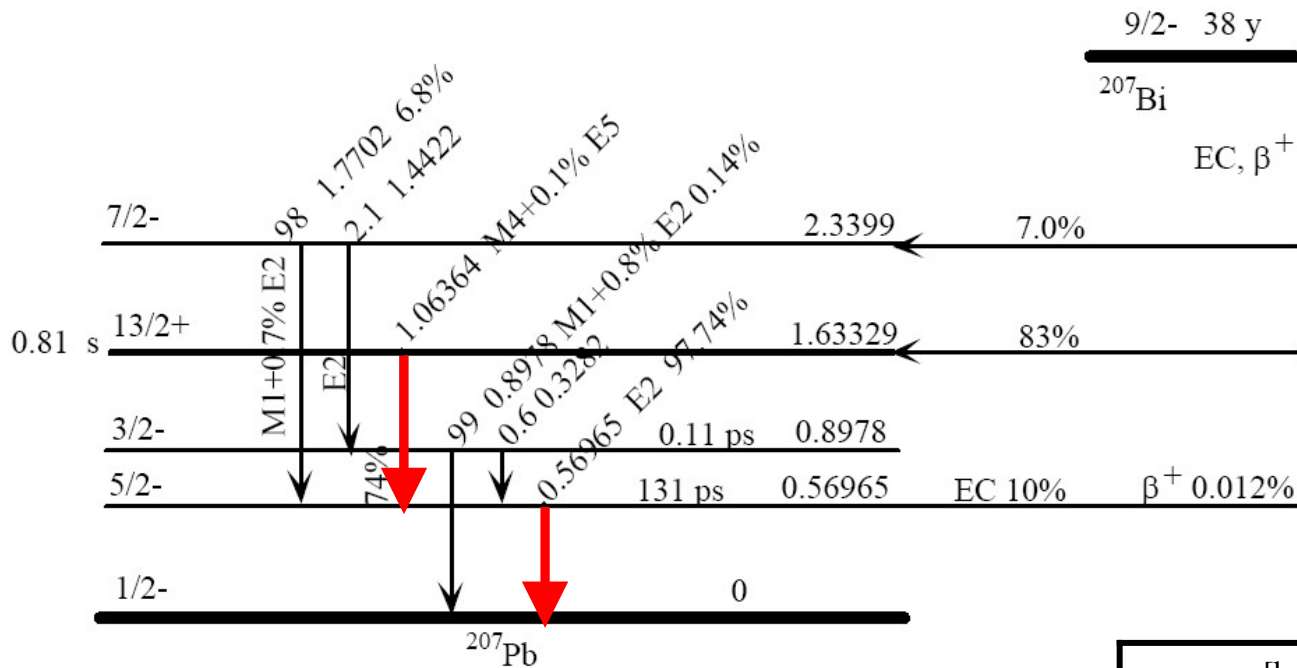 9/2- 38 y
²⁰⁷Bi
EC, β⁺
98 1.7702 6.8%
2.1 1.4422
1.06364 M4+0.1% E5
99 0.8978 M1+0.8% E2 0.14%
0.6 0.3282
0.56965 E2 97.74%
7/2- 2.3399 7.0%
M1+0.7% E2
E2
0.81 s 13/2+ 1.63329 83%
3/2- 0.11 ps 0.8978
74%
5/2- 131 ps 0.56965 EC 10% β⁺ 0.012%
1/2- 0
²⁰⁷Pb